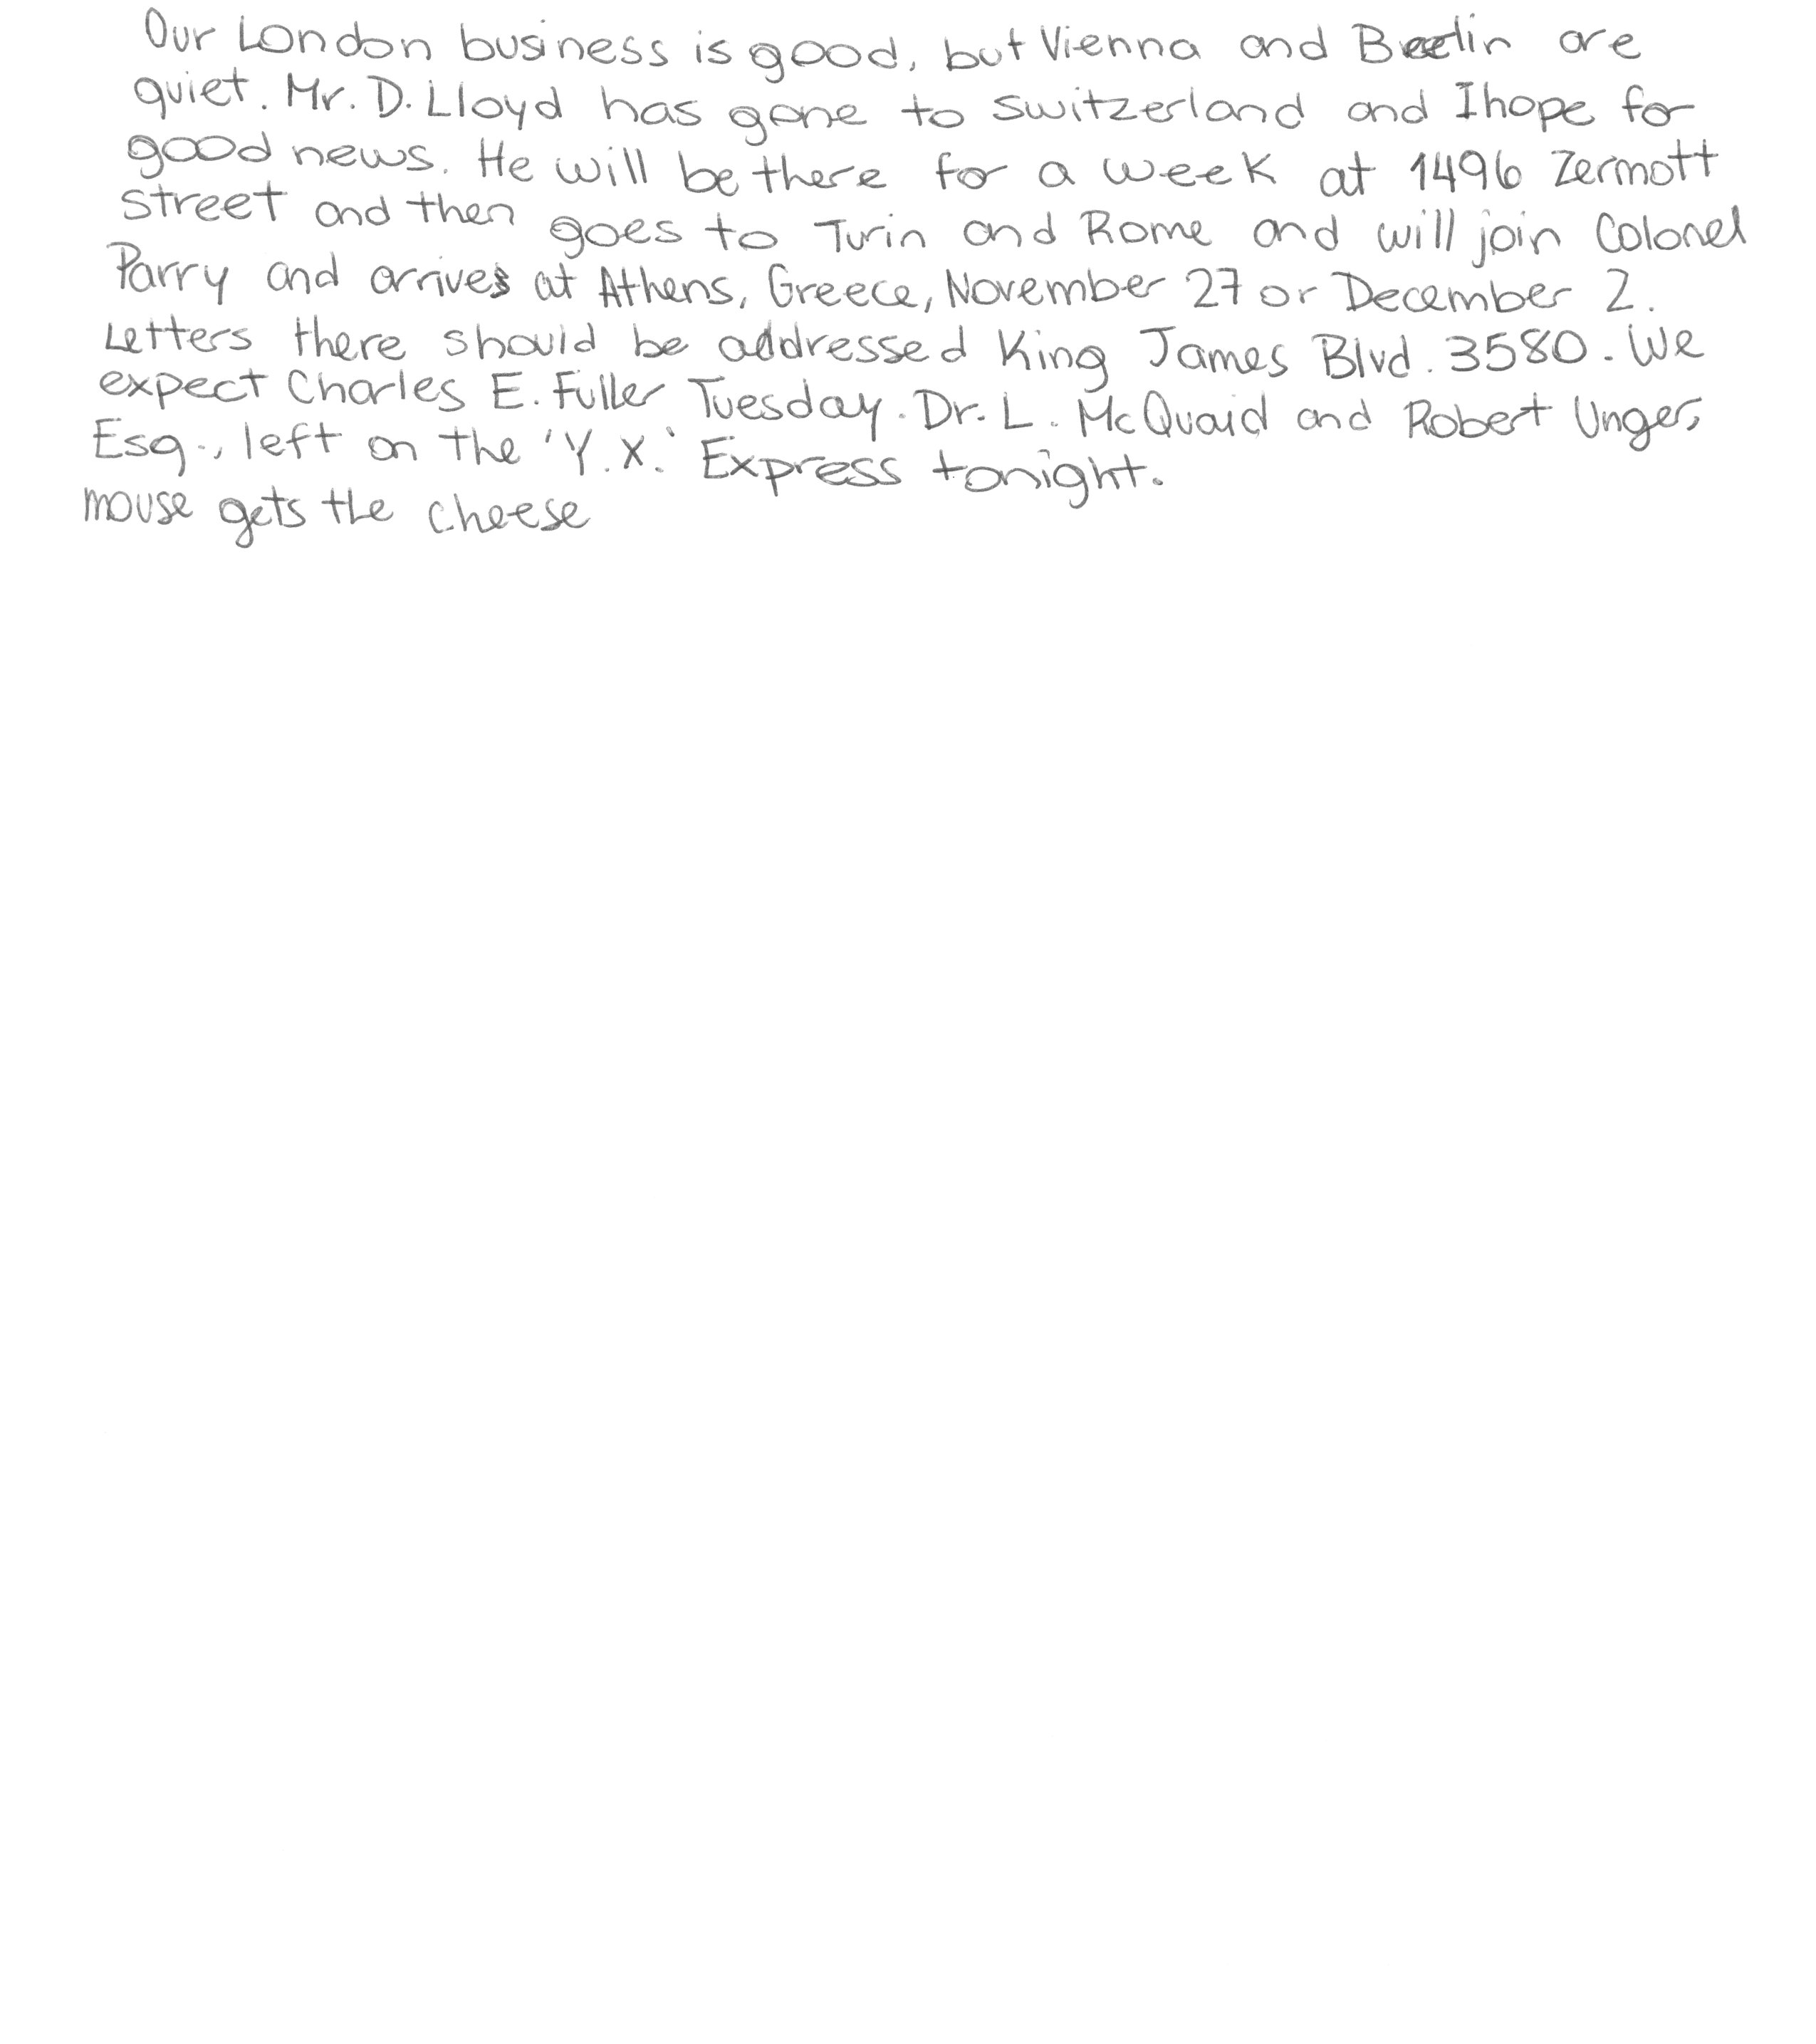 Our London business is good, but Vienna and Berlin are
quiet. Mr. D. Lloyd has gone to Switzerland and I hope for
good news. He will be there for a week at 1496 Zermott
Street and then goes to Turin and Rome and will join Colonel
Parry and arrives at Athens, Greece, November 27 or December 2.
Letters there should be addressed King James Blvd. 3580. We
expect Charles E. Fuller Tuesday. Dr. L. McQuaid and Robert Unger,
Esq., left on the 'Y.X.' Express tonight.
mouse gets the cheese